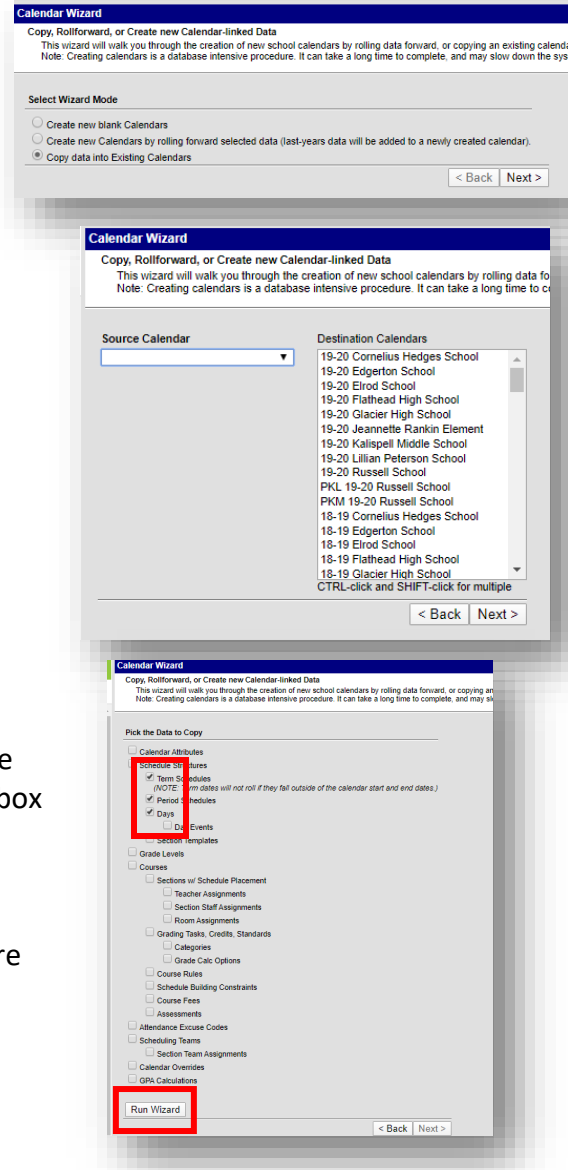 Calendar Wizard
Copy, Rollforward, or Create new Calendar-linked Data
This wizard will walk you through the creation of new school calendars by rolling data forward, or copying an existing calenda
Note: Creating calendars is a database intensive procedure. It can take a long time to complete, and may slow down the sys
Select Wizard Mode
Create new blank Calendars
Create new Calendars by rolling forward selected data (last-years data will be added to a newly created calendar).
Copy data into Existing Calendars
< Back Next >
Calendar Wizard
Copy, Rollforward, or Create new Calendar-linked Data
This wizard will walk you through the creation of new school calendars by rolling data fo
Note: Creating calendars is a database intensive procedure. It can take a long time to co
Source Calendar
Destination Calendars
19-20 Cornelius Hedges School
19-20 Edgerton School
19-20 Elrod School
19-20 Flathead High School
19-20 Glacier High School
19-20 Jeannette Rankin Element
19-20 Kalispell Middle School
19-20 Lillian Peterson School
19-20 Russell School
PKL 19-20 Russell School
PKM 19-20 Russell School
18-19 Cornelius Hedges School
18-19 Edgerton School
18-19 Elrod School
18-19 Flathead High School
18-19 Glacier High School
CTRL-click and SHIFT-click for multiple
< Back Next >
Calendar Wizard
Copy, Rollforward, or Create new Calendar-linked Data
This wizard will walk you through the creation of new school calendars by rolling data forward, or copying an
Note: Creating calendars is a database intensive procedure. It can take a long time to complete, and may sl
Pick the Data to Copy
Calendar Attributes
Schedule Structures
Term Schedules
(NOTE: Term dates will not roll if they fall outside of the calendar start and end dates.)
e
box
Period Schedules
Days
Day Events
Section Templates
Grade Levels
Courses
Sections w/ Schedule Placement
Teacher Assignments
Section Staff Assignments
Room Assignments
Grading Tasks, Credits, Standards
Categories
re
Grade Calc Options
Course Rules
Schedule Building Constraints
Course Fees
Assessments
Attendance Excuse Codes
Scheduling Teams
Section Team Assignments
Calendar Overrides
GPA Calculations
Run Wizard
< Back Next >